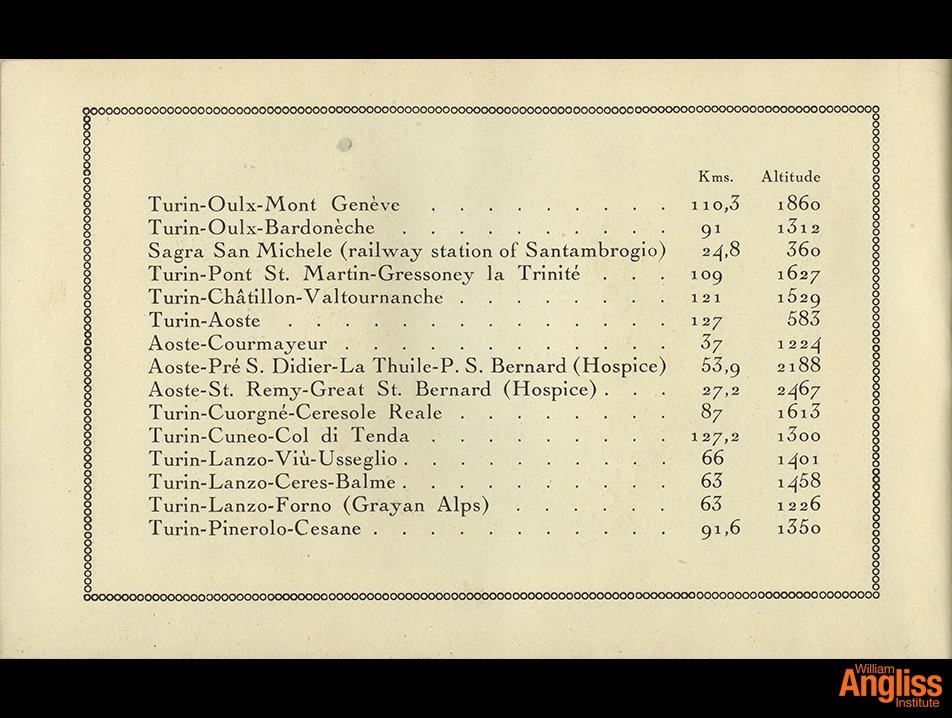 Kms. Altitude
Turin-Oulx-Mont Genève . . . . . . . . . 110,3 1860
Turin-Oulx-Bardonèche . . . . . . . . . . 91 1312
Sagra San Michele (railway station of Santambrogio) 24,8 360
Turin-Pont St. Martin-Gressoney la Trinité . . . 109 1627
Turin-Châtillon-Valtournanche . . . . . . . . 121 1529
Turin-Aoste . . . . . . . . . . . . . . 127 583
Aoste-Courmayeur . . . . . . . . . . . . 37 1224
Aoste-Pré S. Didier-La Thuile-P. S. Bernard (Hospice) 53,9 2188
Aoste-St. Remy-Great St. Bernard (Hospice) . . . 27,2 2467
Turin-Cuorgné-Ceresole Reale . . . . . . . . 87 1613
Turin-Cuneo-Col di Tenda . . . . . . . . . 127,2 1300
Turin-Lanzo-Viù-Usseglio . . . . . . . . . . 66 1401
Turin-Lanzo-Ceres-Balme . . . . . . . . . . 63 1458
Turin-Lanzo-Forno (Grayan Alps) . . . . . . 63 1226
Turin-Pinerolo-Cesane . . . . . . . . . . . 91,6 1350
William
Angliss
Institute